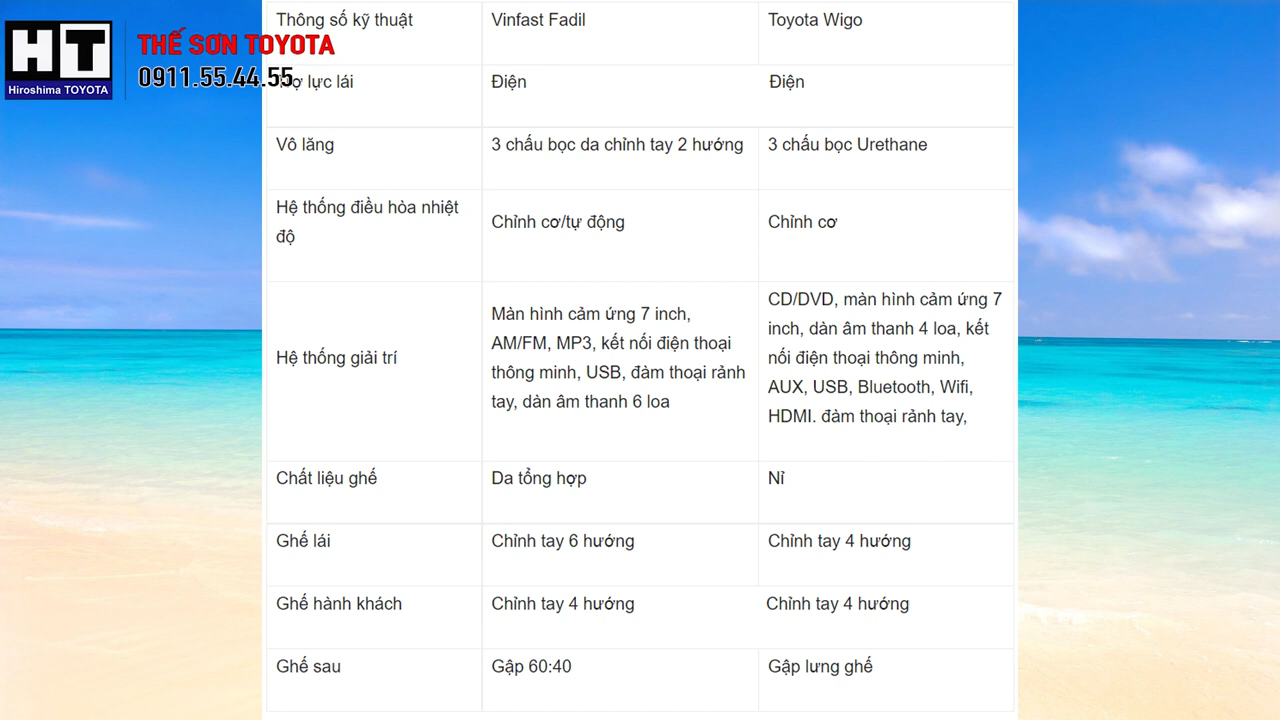 HT
Hiroshima TOYOTA
THẾ SƠN TOYOTA
0911.55.44.55
Thông số kỹ thuật
Vinfast Fadil
Toyota Wigo
lực lái
Điện
Điện
Vô lăng
3 chấu bọc da chỉnh tay 2 hướng
3 chấu bọc Urethane
Hệ thống điều hòa nhiệt
độ
Chỉnh cơ/tự động
Chỉnh cơ
Hệ thống giải trí
Màn hình cảm ứng 7 inch,
AM/FM, MP3, kết nối điện thoại
thông minh, USB, đàm thoại rảnh
tay, dàn âm thanh 6 loa
CD/DVD, màn hình cảm ứng 7
inch, dàn âm thanh 4 loa, kết
nối điện thoại thông minh,
AUX, USB, Bluetooth, Wifi,
HDMI. đàm thoại rảnh tay,
Chất liệu ghế
Da tổng hợp
Nỉ
Ghế lái
Chỉnh tay 6 hướng
Chỉnh tay 4 hướng
Ghế hành khách
Chỉnh tay 4 hướng
Chỉnh tay 4 hướng
Ghế sau
Gập 60:40
Gập lưng ghế